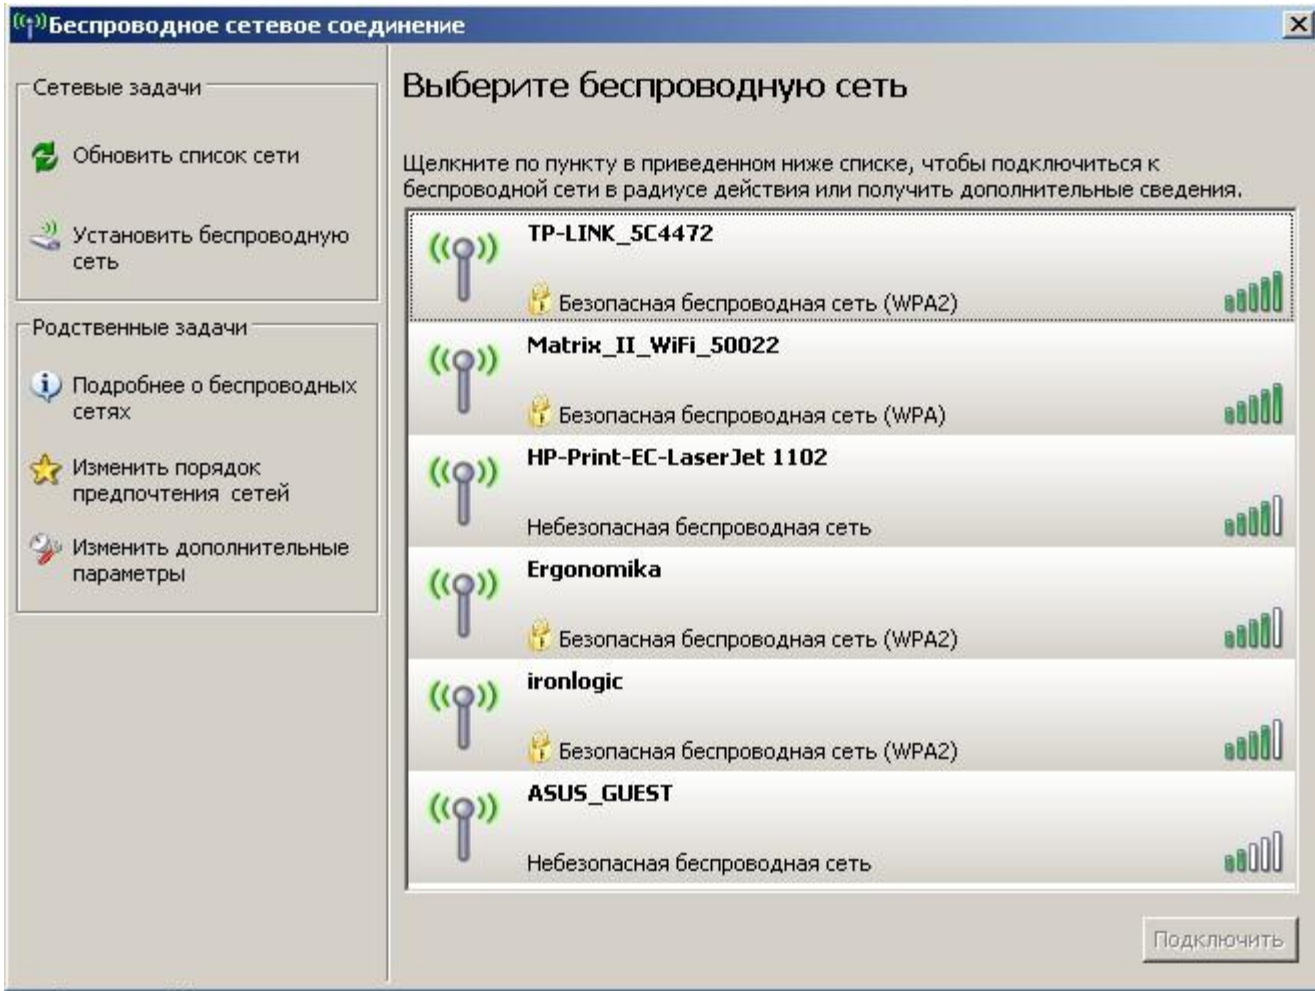 Беспроводное сетевое соединение
Сетевые задачи
Обновить список сети
Установить беспроводную
сеть
Родственные задачи
Подробнее о беспроводных
сетях
Изменить порядок
предпочтения сетей
Изменить дополнительные
параметры
Выберите беспроводную сеть
Щелкните по пункту в приведенном ниже списке, чтобы подключиться к
беспроводной сети в радиусе действия или получить дополнительные сведения.
TP-LINK_5C4472
Безопасная беспроводная сеть (WPA2)
Matrix_II_WiFi_50022
Безопасная беспроводная сеть (WPA)
HP-Print-EC-LaserJet 1102
Небезопасная беспроводная сеть
Ergonomika
Безопасная беспроводная сеть (WPA2)
ironlogic
Безопасная беспроводная сеть (WPA2)
ASUS_GUEST
Небезопасная беспроводная сеть
Подключить